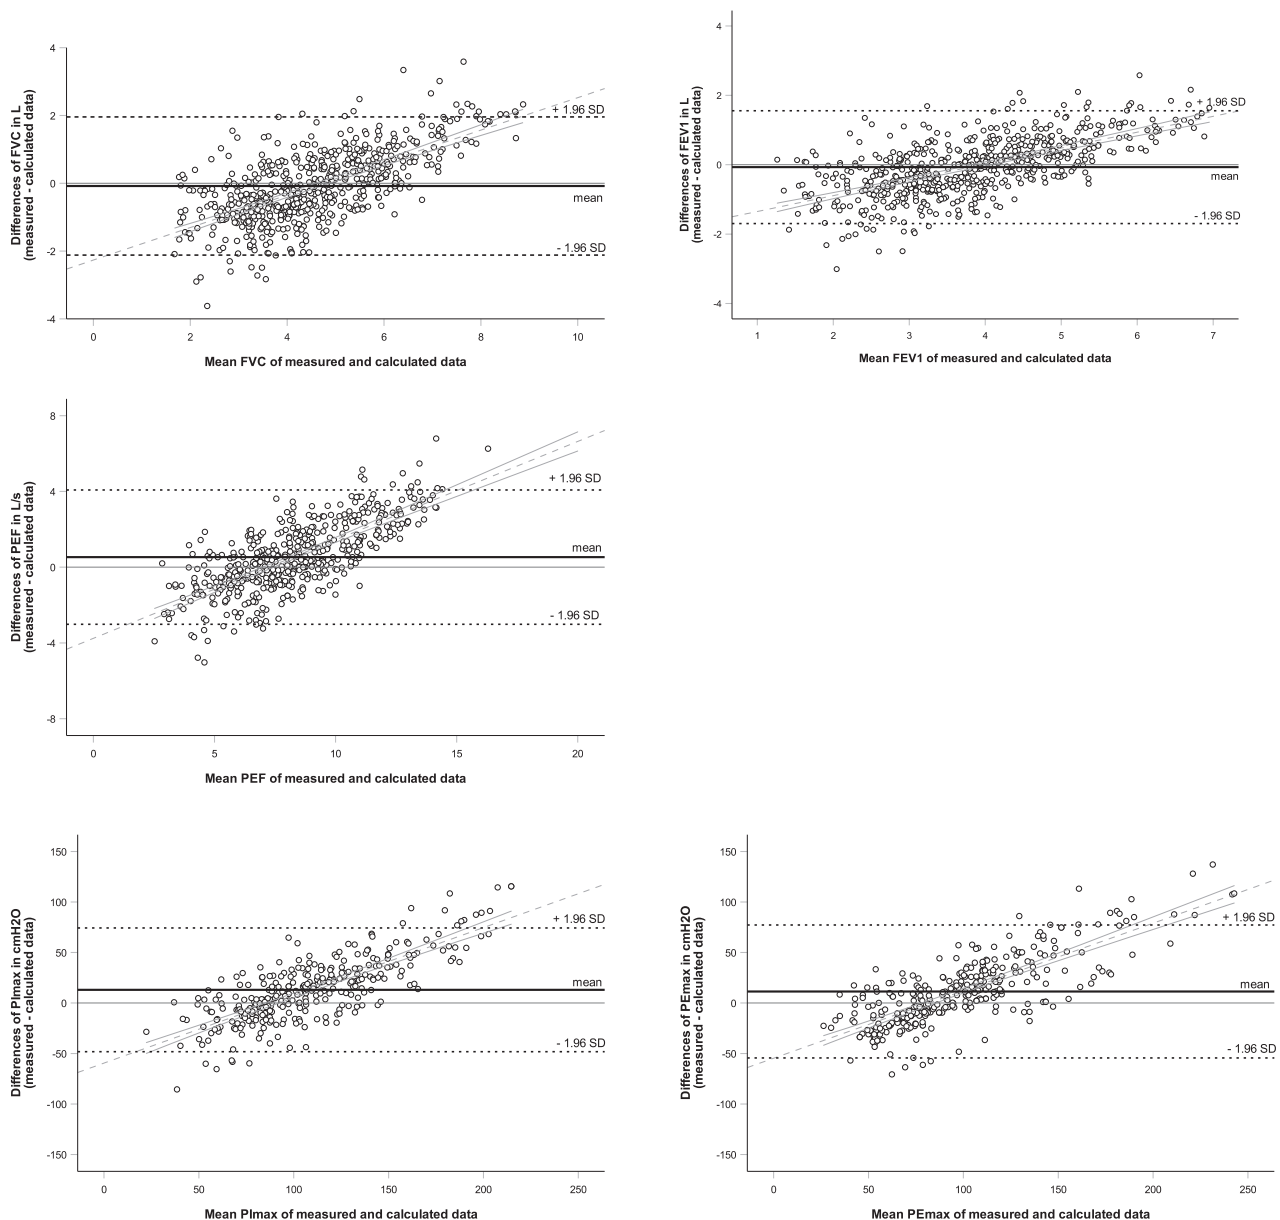 Differences of FVC in L
(measured - calculated data)
4
2
0
-2
-4
+ 1.96 SD
mean
- 1.96 SD
0 2 4 6 8 10
Mean FVC of measured and calculated data
Differences of FEV1 in L
(measured - calculated data)
4
2
0
-2
-4
+ 1.96 SD
mean
- 1.96 SD
1 2 3 4 5 6 7
Mean FEV1 of measured and calculated data
Differences of PEF in L/s
(measured - calculated data)
8
4
0
-4
-8
+ 1.96 SD
mean
- 1.96 SD
0 5 10 15 20
Mean PEF of measured and calculated data
Differences of PImax in cmH2O
(measured - calculated data)
150
100
50
0
-50
-100
-150
+ 1.96 SD
mean
- 1.96 SD
0 50 100 150 200 250
Mean PImax of measured and calculated data
Differences of PEmax in cmH2O
(measured - calculated data)
150
100
50
0
-50
-100
-150
+ 1.96 SD
mean
- 1.96 SD
0 50 100 150 200 250
Mean PEmax of measured and calculated data